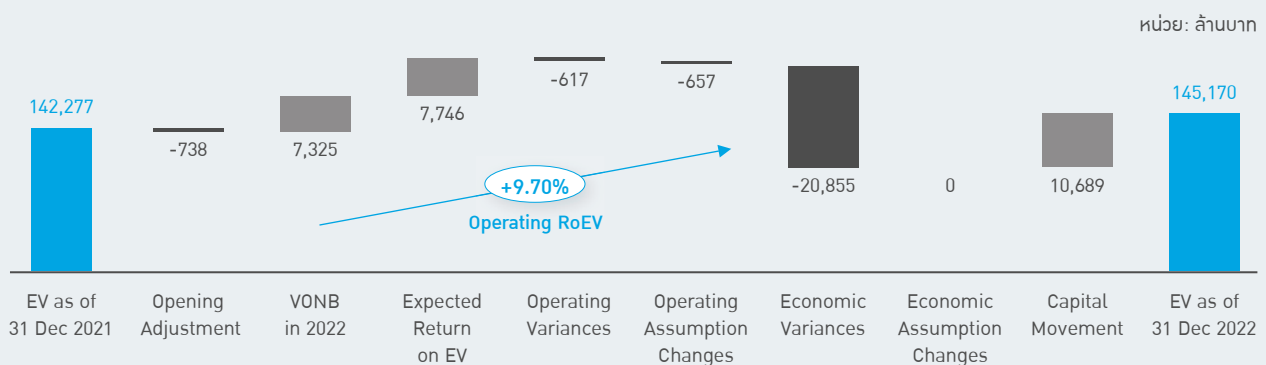 หน่วย: ล้านบาท
142,277
-738
7,325
7,746
-617
-657
-20,855
0
10,689
145,170
+9.70%
Operating RoEV
EV as of
31 Dec 2021
Opening
Adjustment
VONB
in 2022
Expected
Return
on EV
Operating
Variances
Operating
Assumption
Changes
Economic
Variances
Economic
Assumption
Changes
Capital
Movement
EV as of
31 Dec 2022